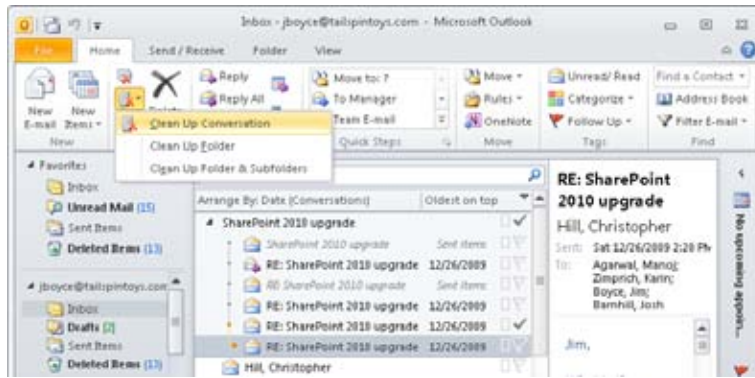 Inbox - jboyce@tailspintoys.com - Microsoft Outlook
File Home Send / Receive Folder View
New E-mail
New Items
Delete
Reply
Reply All
Move to: ?
To Manager
Team E-mail
Move
Rules
OneNote
Unread/ Read
Categorize
Follow Up
Find a Contact
Address Book
Filter E-mail
New Quick Steps Move Tags Find
Clean Up Conversation
Clean Up Folder
Clean Up Folder & Subfolders
Favorites
Inbox
Unread Mail (15)
Sent Items
Deleted Items (13)
jboyce@tailspintoys.com
Inbox
Drafts [2]
Sent Items
Deleted Items (13)
Arrange By: Date (Conversations) Oldest on top
SharePoint 2010 upgrade
SharePoint 2010 upgrade Sent Items
RE: SharePoint 2010 upgrade 12/26/2009
RE: SharePoint 2010 upgrade Sent Items
RE: SharePoint 2010 upgrade 12/26/2009
RE: SharePoint 2010 upgrade 12/26/2009
RE: SharePoint 2010 upgrade 12/26/2009
Hill, Christopher
RE: SharePoint
2010 upgrade
Hill, Christopher
Sent: Sat 12/26/2009 2:20 PM
To: Agarwal, Manoj;
Zimprich, Karin;
Boyce, Jim;
Barnhill, Josh
Jim,
No upcoming appoin...